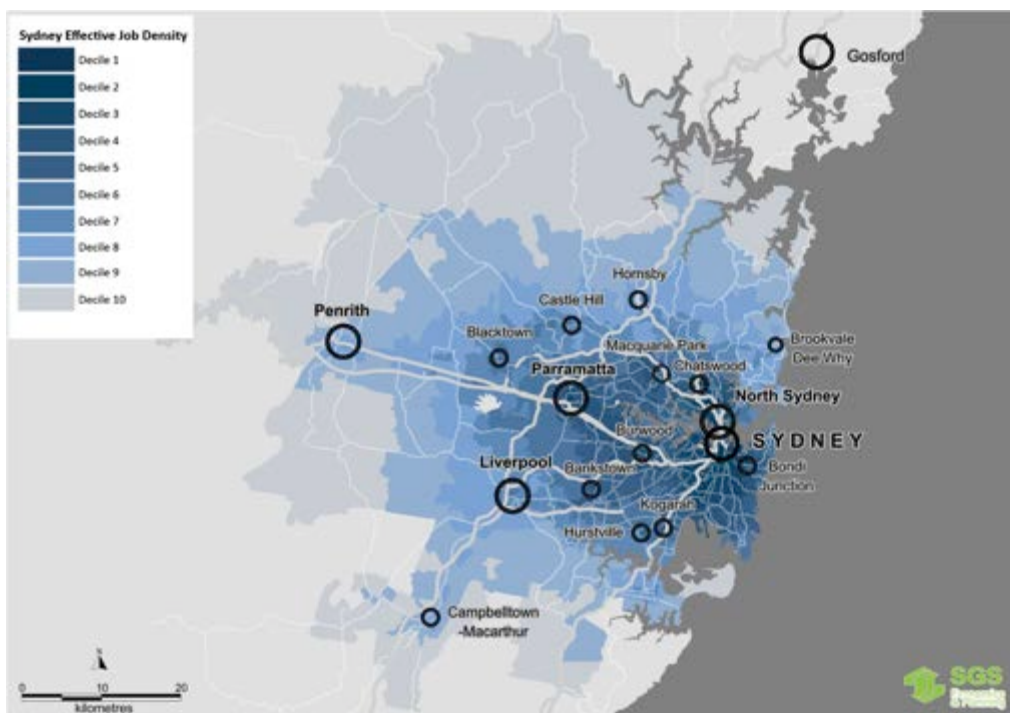 Sydney Effective Job Density
Decile 1
Decile 2
Decile 3
Decile 4
Decile 5
Decile 6
Decile 7
Decile 8
Decile 9
Decile 10
Gosford
Hornsby
Castle Hill
Penrith
Blacktown
Brookvale
Dee Why
Macquarie Park
Chatswood
Parramatta
North Sydney
SYDNEY
Burwood
Liverpool
Bankstown
Bondi
Junction
Kogarah
Hurstville
Campbelltown
-Macarthur
0 10 20
kilometres
SGS
Economics
& Planning